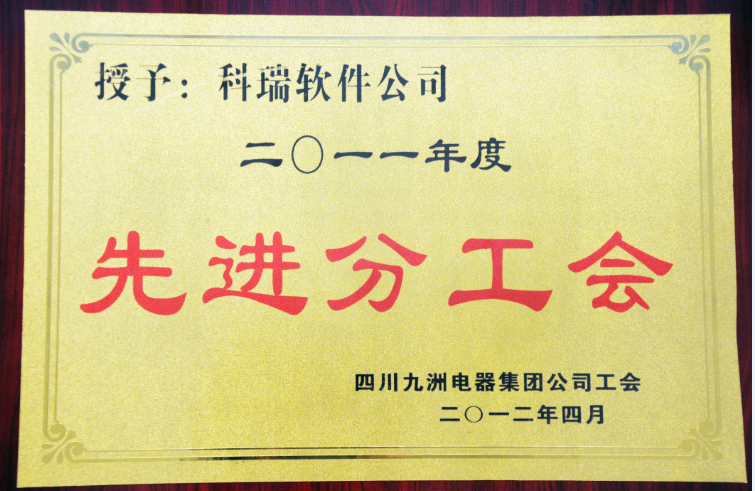 授予：科瑞软件公司
二〇一一年度
先进分工会
四川九洲电器集团公司工会
二〇一二年四月